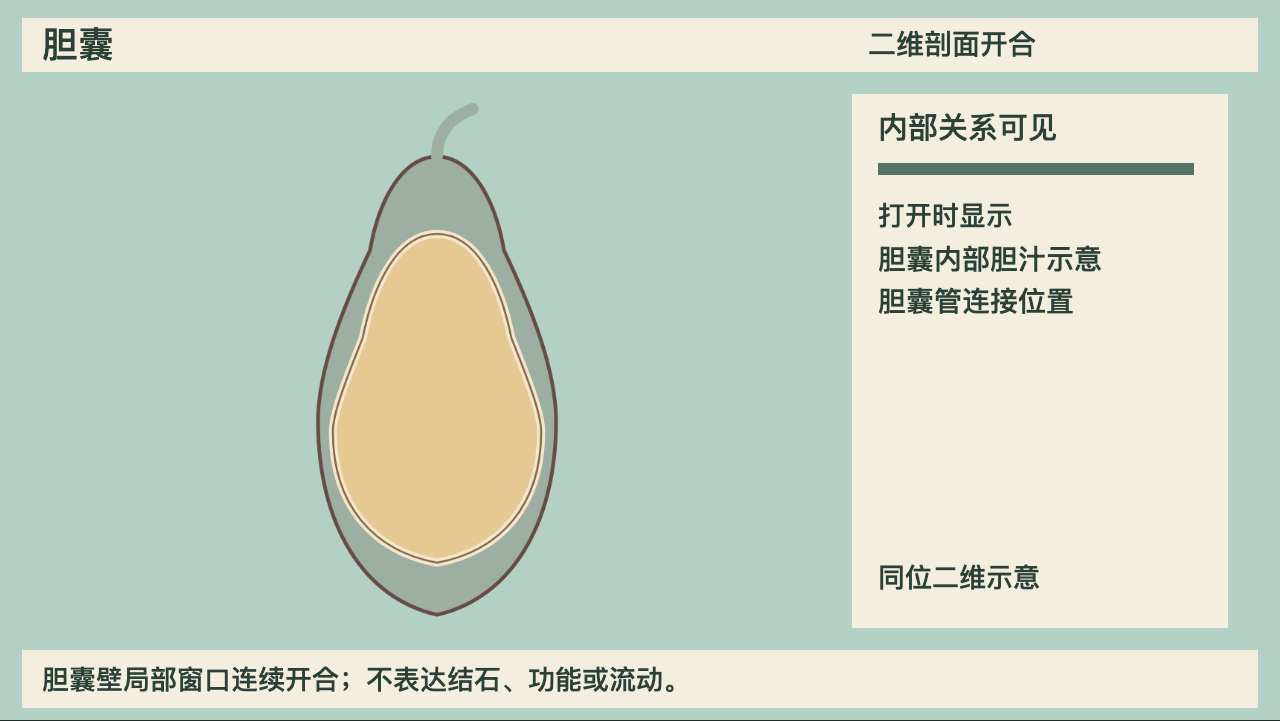 胆囊
二维剖面开合
内部关系可见
打开时显示
胆囊内部胆汁示意
胆囊管连接位置
同位二维示意
胆囊壁局部窗口连续开合；不表达结石、功能或流动。